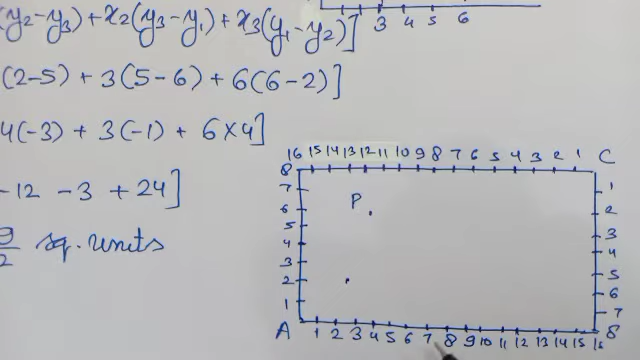 3 4 5 6
(y₂-y₃) + x₂(y₃-y₁) + x₃(y₁-y₂)]
(2-5) + 3(5-6) + 6(6-2)]
4(-3) + 3(-1) + 6×4]
-12 -3 +24]
9/2 sq. units
16 15 14 13 12 11 10 9 8 7 6 5 4 3 2 1 C
8
7 1
6 P 2
5 3
4 4
3 5
2 6
1 7
A 1 2 3 4 5 6 7 8 9 10 11 12 13 14 15 16 8